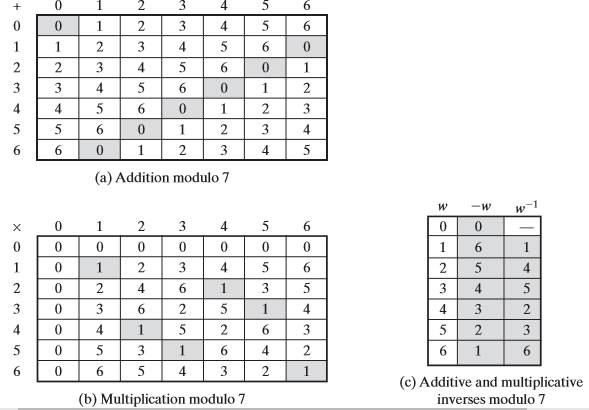 + 0 1 2 3 4 5 6
0 0 1 2 3 4 5 6
1 1 2 3 4 5 6 0
2 2 3 4 5 6 0 1
3 3 4 5 6 0 1 2
4 4 5 6 0 1 2 3
5 5 6 0 1 2 3 4
6 6 0 1 2 3 4 5
(a) Addition modulo 7
× 0 1 2 3 4 5 6
0 0 0 0 0 0 0 0
1 0 1 2 3 4 5 6
2 0 2 4 6 1 3 5
3 0 3 6 2 5 1 4
4 0 4 1 5 2 6 3
5 0 5 3 1 6 4 2
6 0 6 5 4 3 2 1
(b) Multiplication modulo 7
w −w w⁻¹
0 0 —
1 6 1
2 5 4
3 4 5
4 3 2
5 2 3
6 1 6
(c) Additive and multiplicative
inverses modulo 7